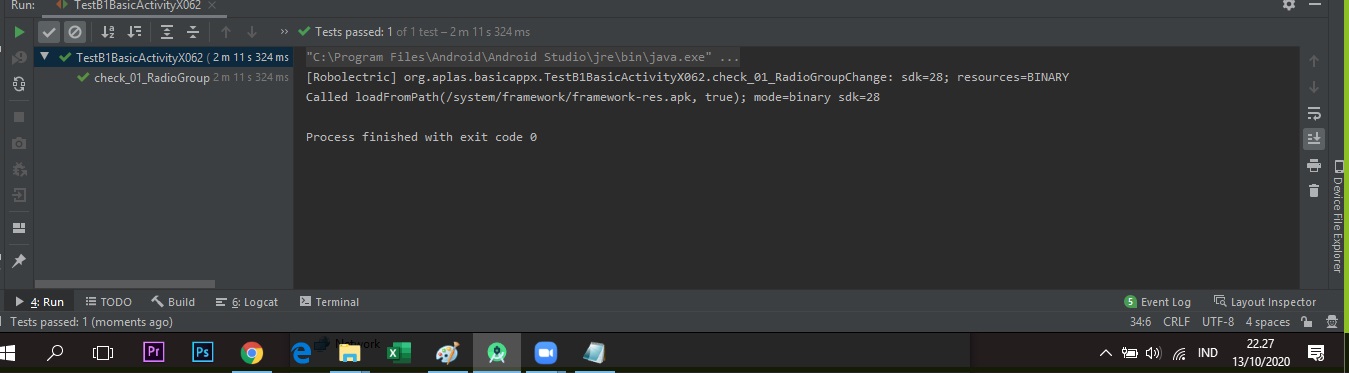 Run: TestB1BasicActivityX062
Tests passed: 1 of 1 test – 2 m 11 s 324 ms
TestB1BasicActivityX062 ( 2 m 11 s 324 ms
check_01_RadioGroup 2 m 11 s 324 ms
"C:\Program Files\Android\Android Studio\jre\bin\java.exe" ...
[Robolectric] org.aplas.basicappx.TestB1BasicActivityX062.check_01_RadioGroupChange: sdk=28; resources=BINARY
Called loadFromPath(/system/framework/framework-res.apk, true); mode=binary sdk=28
Process finished with exit code 0
Device File Explorer
4: Run TODO Build 6: Logcat Terminal 5 Event Log Layout Inspector
Tests passed: 1 (moments ago) 34:6 CRLF UTF-8 4 spaces
Network
Pr Ps IND 22.27
13/10/2020